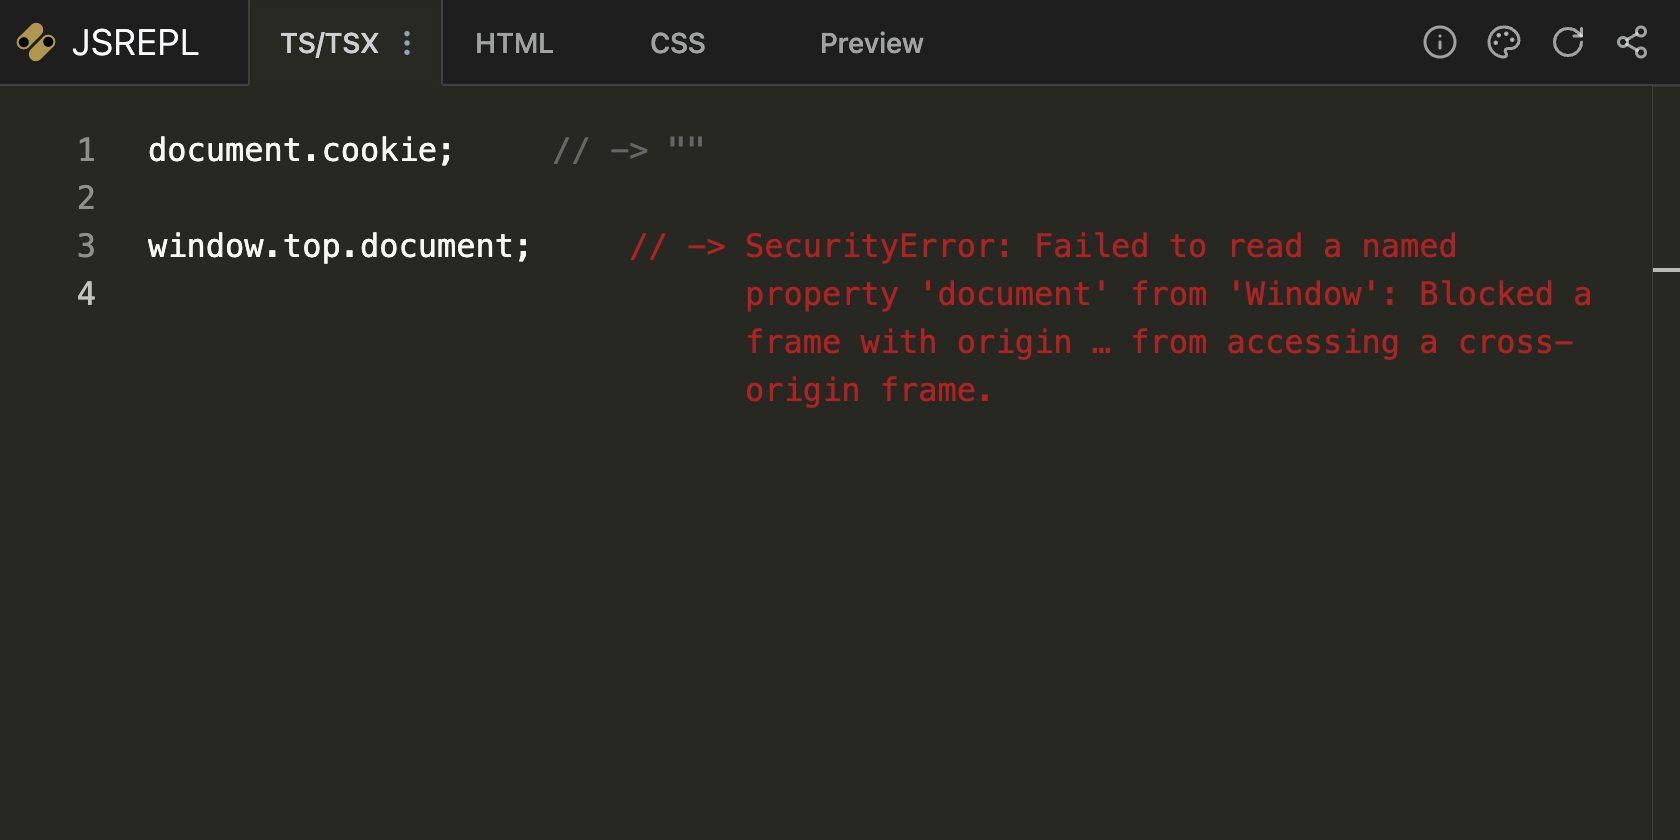 JSREPL TS/TSX HTML CSS Preview
1 document.cookie; // -> ""
2
3 window.top.document; // -> SecurityError: Failed to read a named
4 property 'document' from 'Window': Blocked a
frame with origin … from accessing a cross-
origin frame.